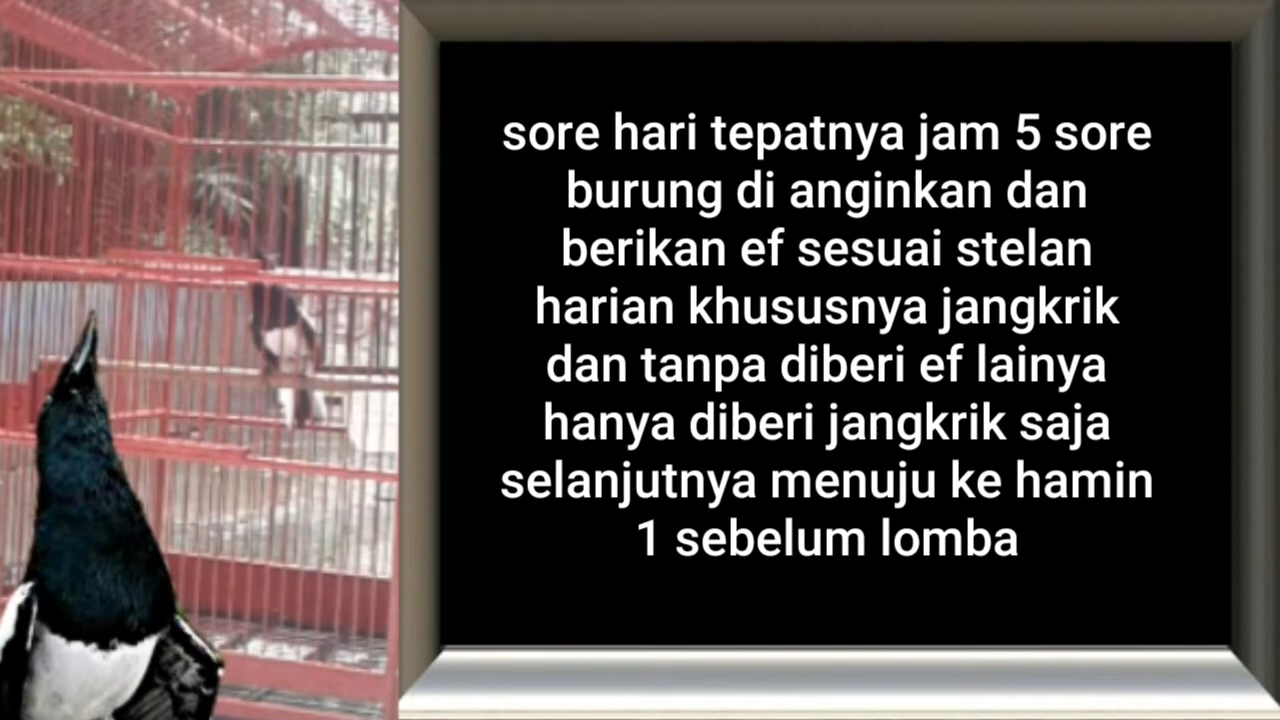 sore hari tepatnya jam 5 sore
burung di anginkan dan
berikan ef sesuai stelan
harian khususnya jangkrik
dan tanpa diberi ef lainya
hanya diberi jangkrik saja
selanjutnya menuju ke hamin
1 sebelum lomba